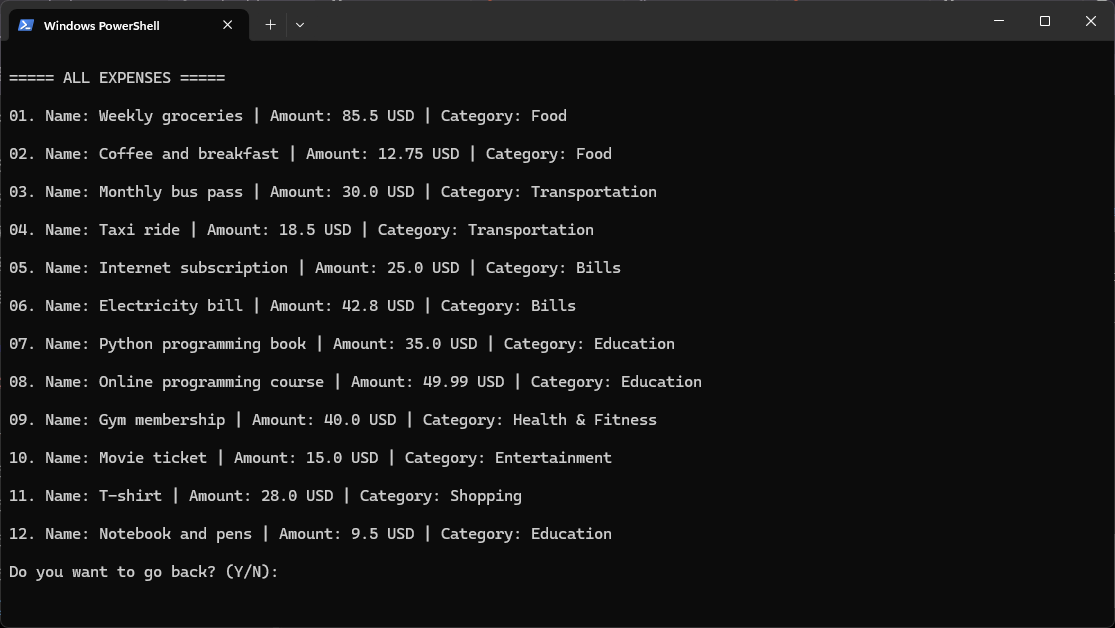 Windows PowerShell
===== ALL EXPENSES =====
01. Name: Weekly groceries | Amount: 85.5 USD | Category: Food
02. Name: Coffee and breakfast | Amount: 12.75 USD | Category: Food
03. Name: Monthly bus pass | Amount: 30.0 USD | Category: Transportation
04. Name: Taxi ride | Amount: 18.5 USD | Category: Transportation
05. Name: Internet subscription | Amount: 25.0 USD | Category: Bills
06. Name: Electricity bill | Amount: 42.8 USD | Category: Bills
07. Name: Python programming book | Amount: 35.0 USD | Category: Education
08. Name: Online programming course | Amount: 49.99 USD | Category: Education
09. Name: Gym membership | Amount: 40.0 USD | Category: Health & Fitness
10. Name: Movie ticket | Amount: 15.0 USD | Category: Entertainment
11. Name: T-shirt | Amount: 28.0 USD | Category: Shopping
12. Name: Notebook and pens | Amount: 9.5 USD | Category: Education
Do you want to go back? (Y/N):